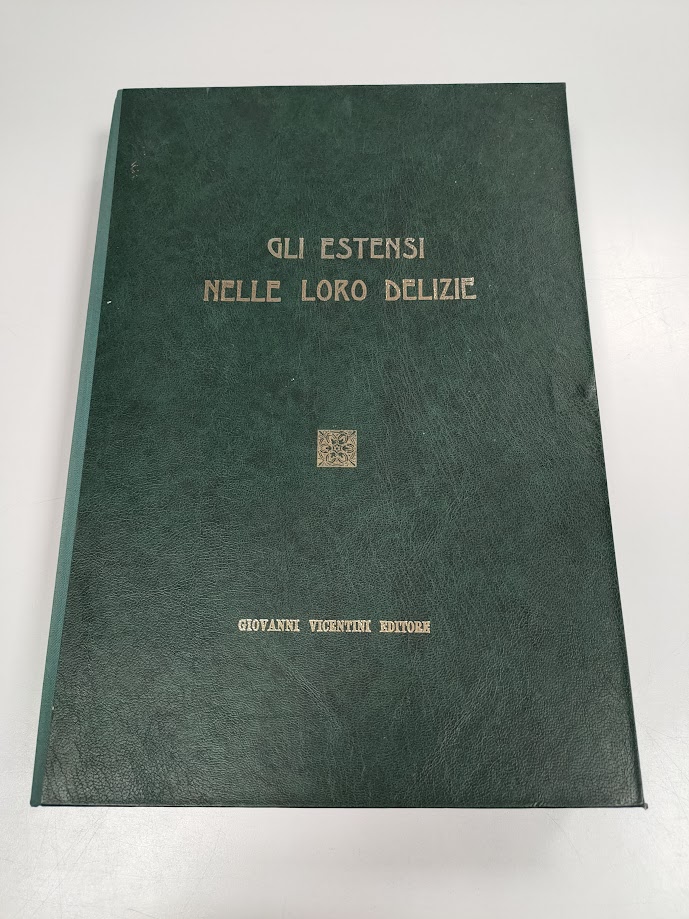 GLI ESTENSI
NELLE LORO DELIZIE
GIOVANNI VICENTINI EDITORE